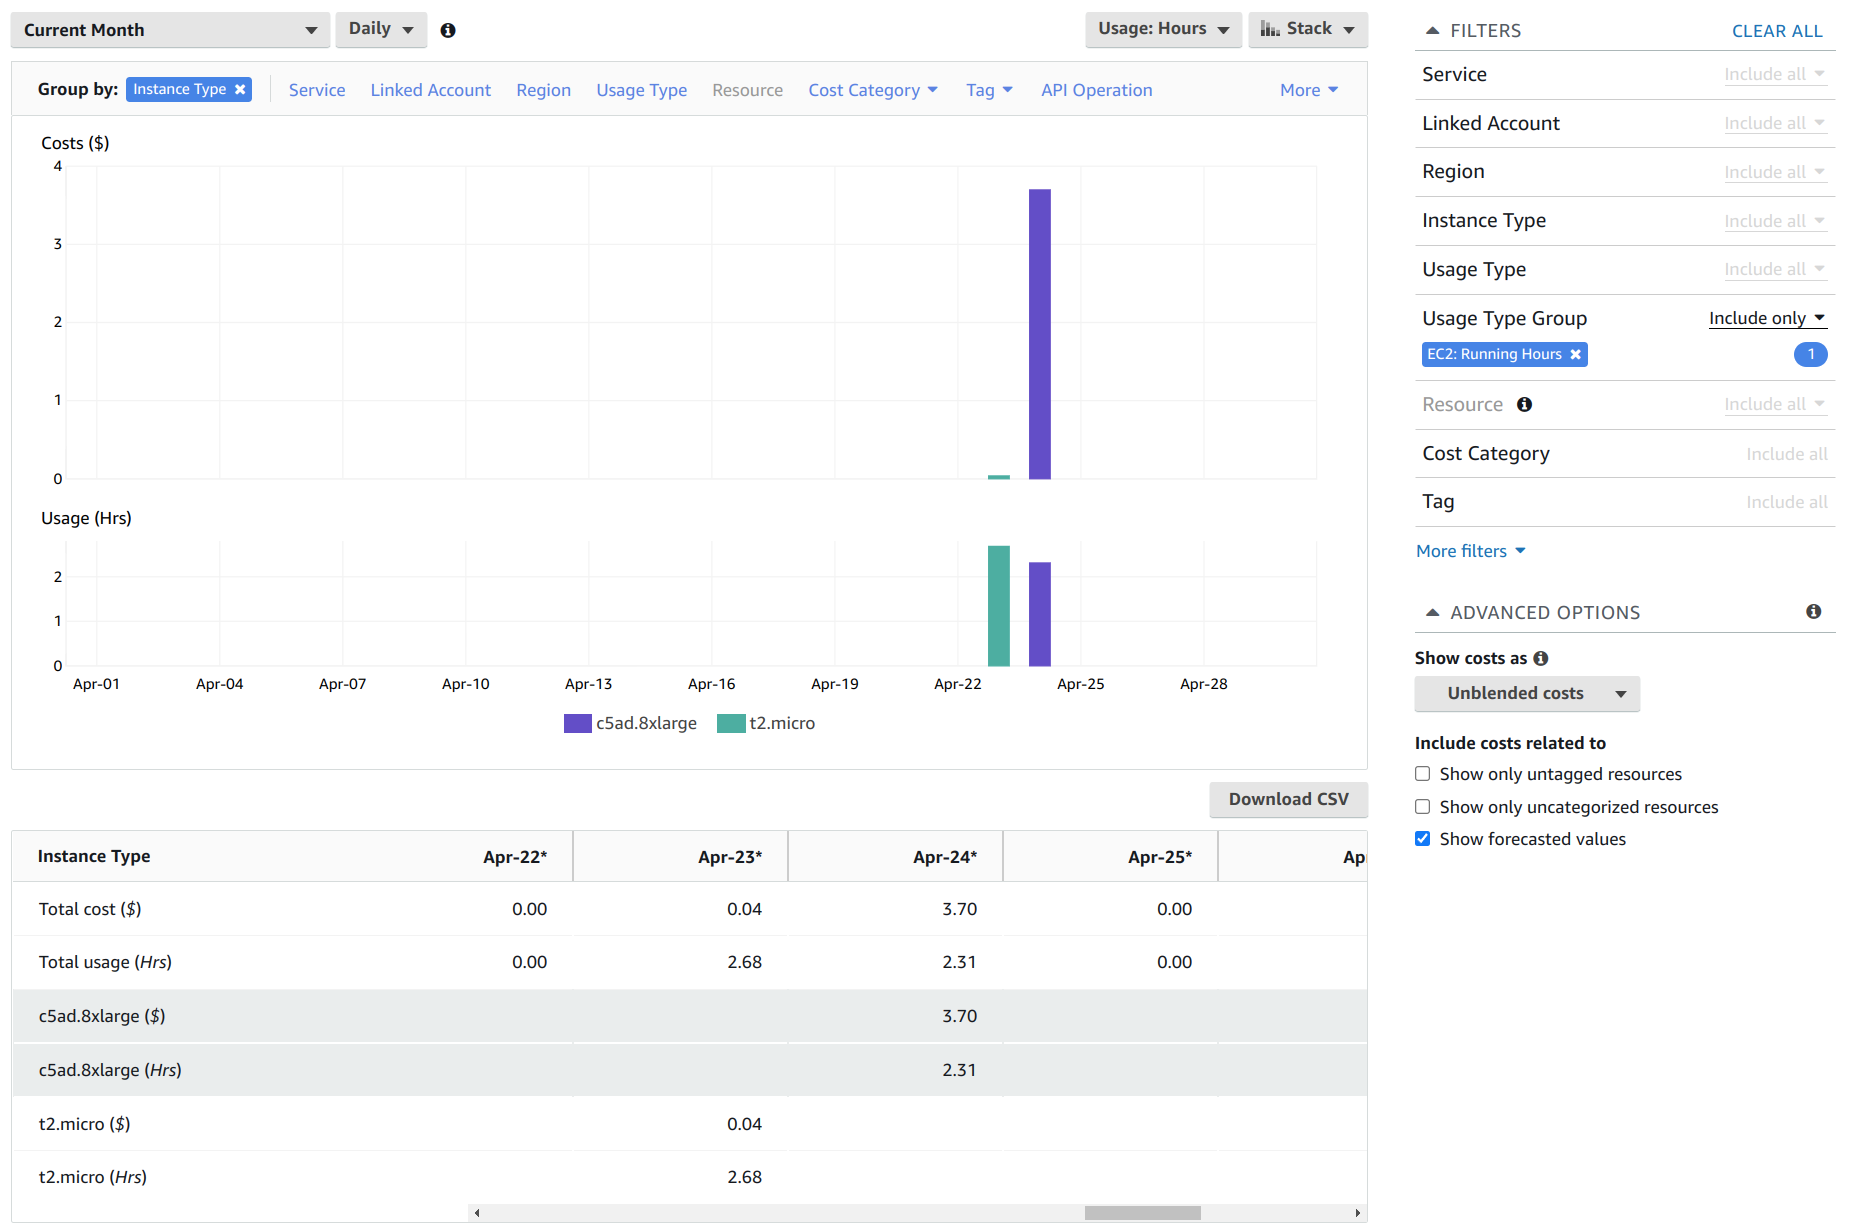 Current Month Daily Usage: Hours Stack
Group by: Instance Type Service Linked Account Region Usage Type Resource Cost Category Tag API Operation More
Costs ($)
4
3
2
1
0
Usage (Hrs)
2
1
0
Apr-01 Apr-04 Apr-07 Apr-10 Apr-13 Apr-16 Apr-19 Apr-22 Apr-25 Apr-28
c5ad.8xlarge t2.micro
Download CSV
Instance Type Apr-22* Apr-23* Apr-24* Apr-25* Ap
Total cost ($) 0.00 0.04 3.70 0.00
Total usage (Hrs) 0.00 2.68 2.31 0.00
c5ad.8xlarge ($) 3.70
c5ad.8xlarge (Hrs) 2.31
t2.micro ($) 0.04
t2.micro (Hrs) 2.68
FILTERS CLEAR ALL
Service Include all
Linked Account Include all
Region Include all
Instance Type Include all
Usage Type Include all
Usage Type Group Include only
EC2: Running Hours 1
Resource Include all
Cost Category Include all
Tag Include all
More filters
ADVANCED OPTIONS
Show costs as
Unblended costs
Include costs related to
Show only untagged resources
Show only uncategorized resources
Show forecasted values